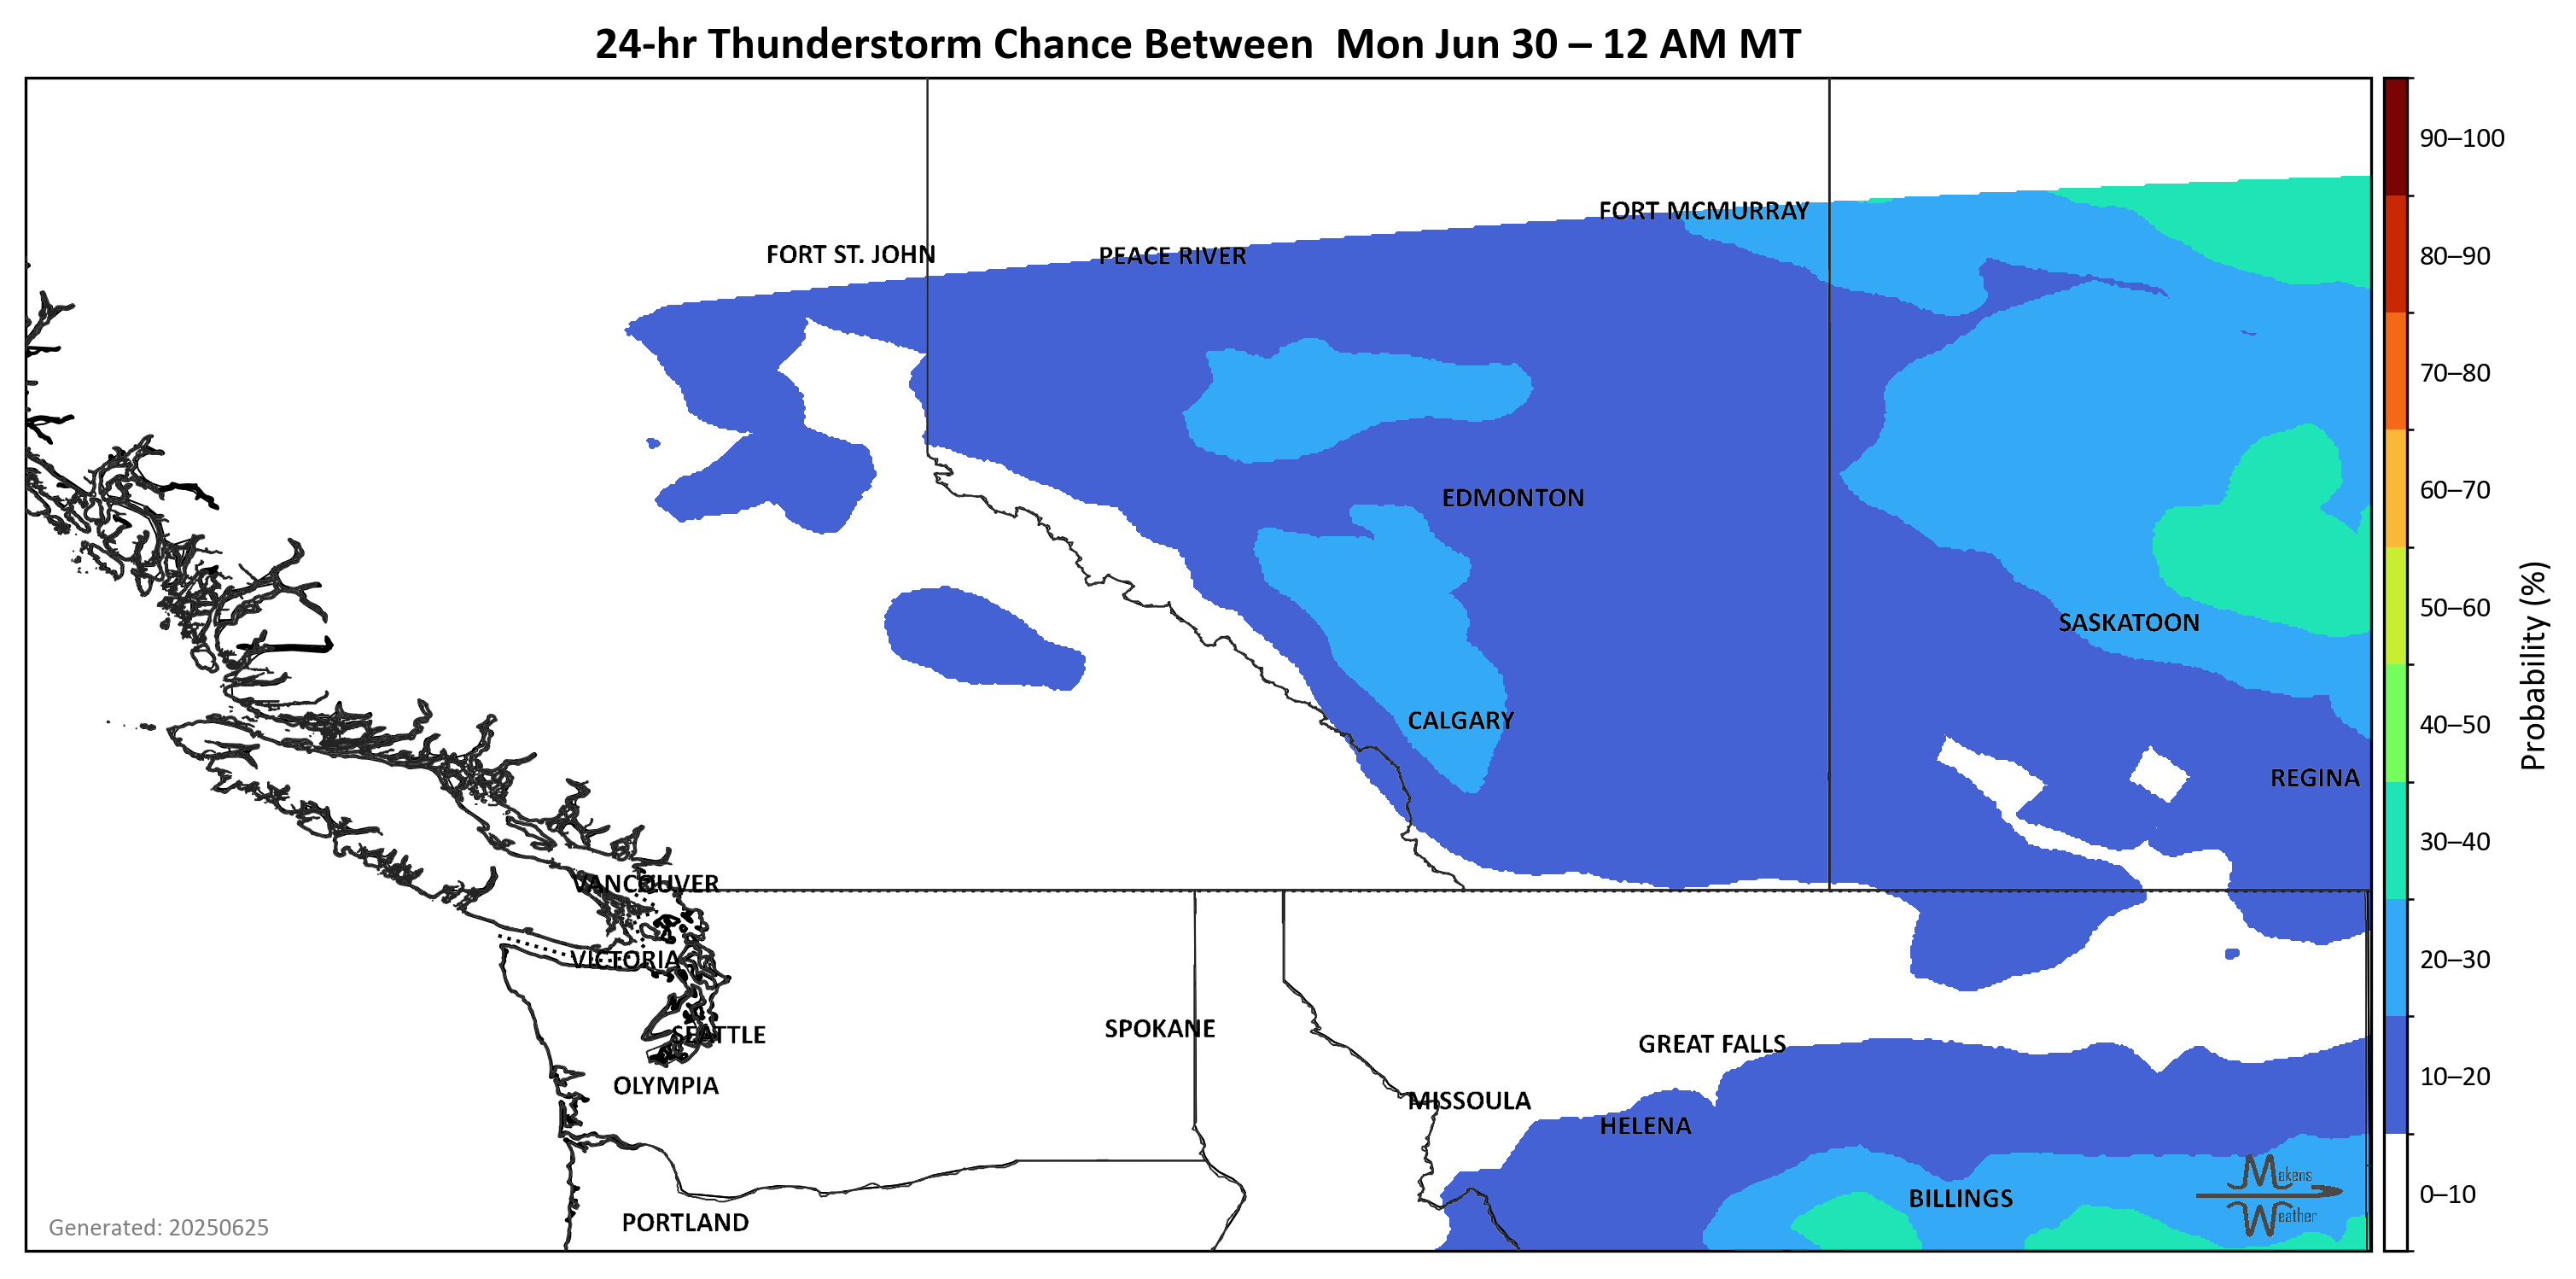 24-hr Thunderstorm Chance Between  Mon Jun 30 – 12 AM MT
90–100
FORT MCMURRAY
FORT ST. JOHN
PEACE RIVER
80–90
70–80
60–70
EDMONTON
50–60
SASKATOON
Probability (%)
CALGARY
40–50
REGINA
30–40
VANCOUVER
VICTORIA
20–30
SEATTLE
SPOKANE
GREAT FALLS
OLYMPIA
MISSOULA
10–20
HELENA
Makens
Weather
BILLINGS
0–10
PORTLAND
Generated: 20250625